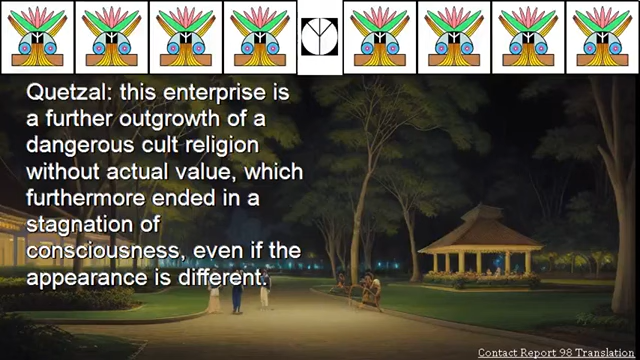 Quetzal: this enterprise is
a further outgrowth of a
dangerous cult religion
without actual value, which
furthermore ended in a
stagnation of
consciousness, even if the
appearance is different.
Contact Report 98 Translation